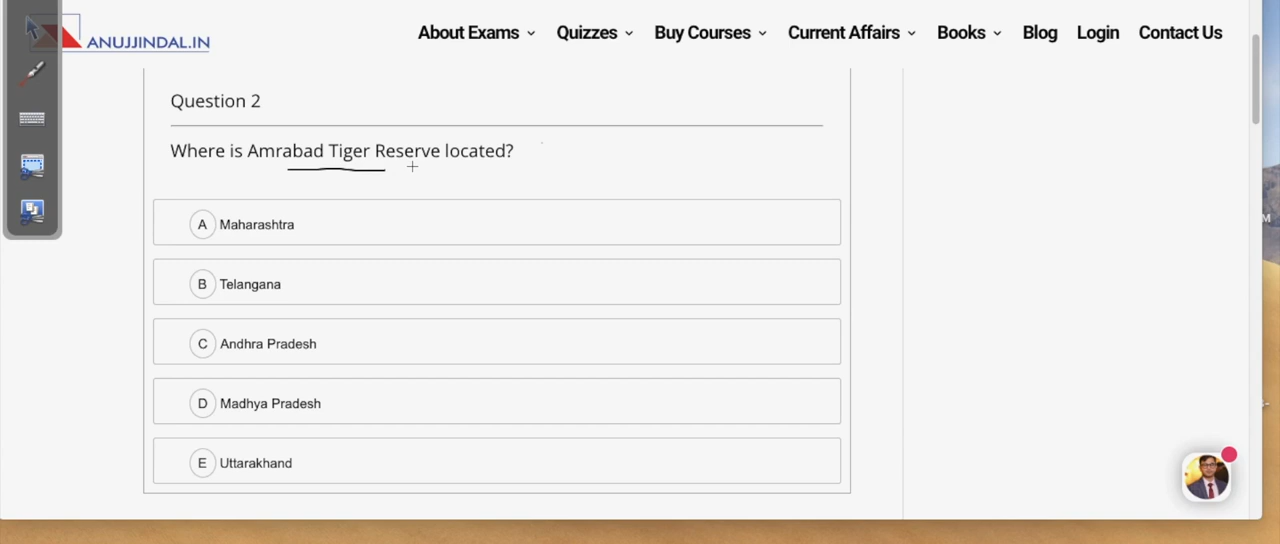 ANUJJINDAL.IN
About Exams Quizzes Buy Courses Current Affairs Books Blog Login Contact Us
Question 2
Where is Amrabad Tiger Reserve located?
A Maharashtra
B Telangana
C Andhra Pradesh
D Madhya Pradesh
E Uttarakhand
M